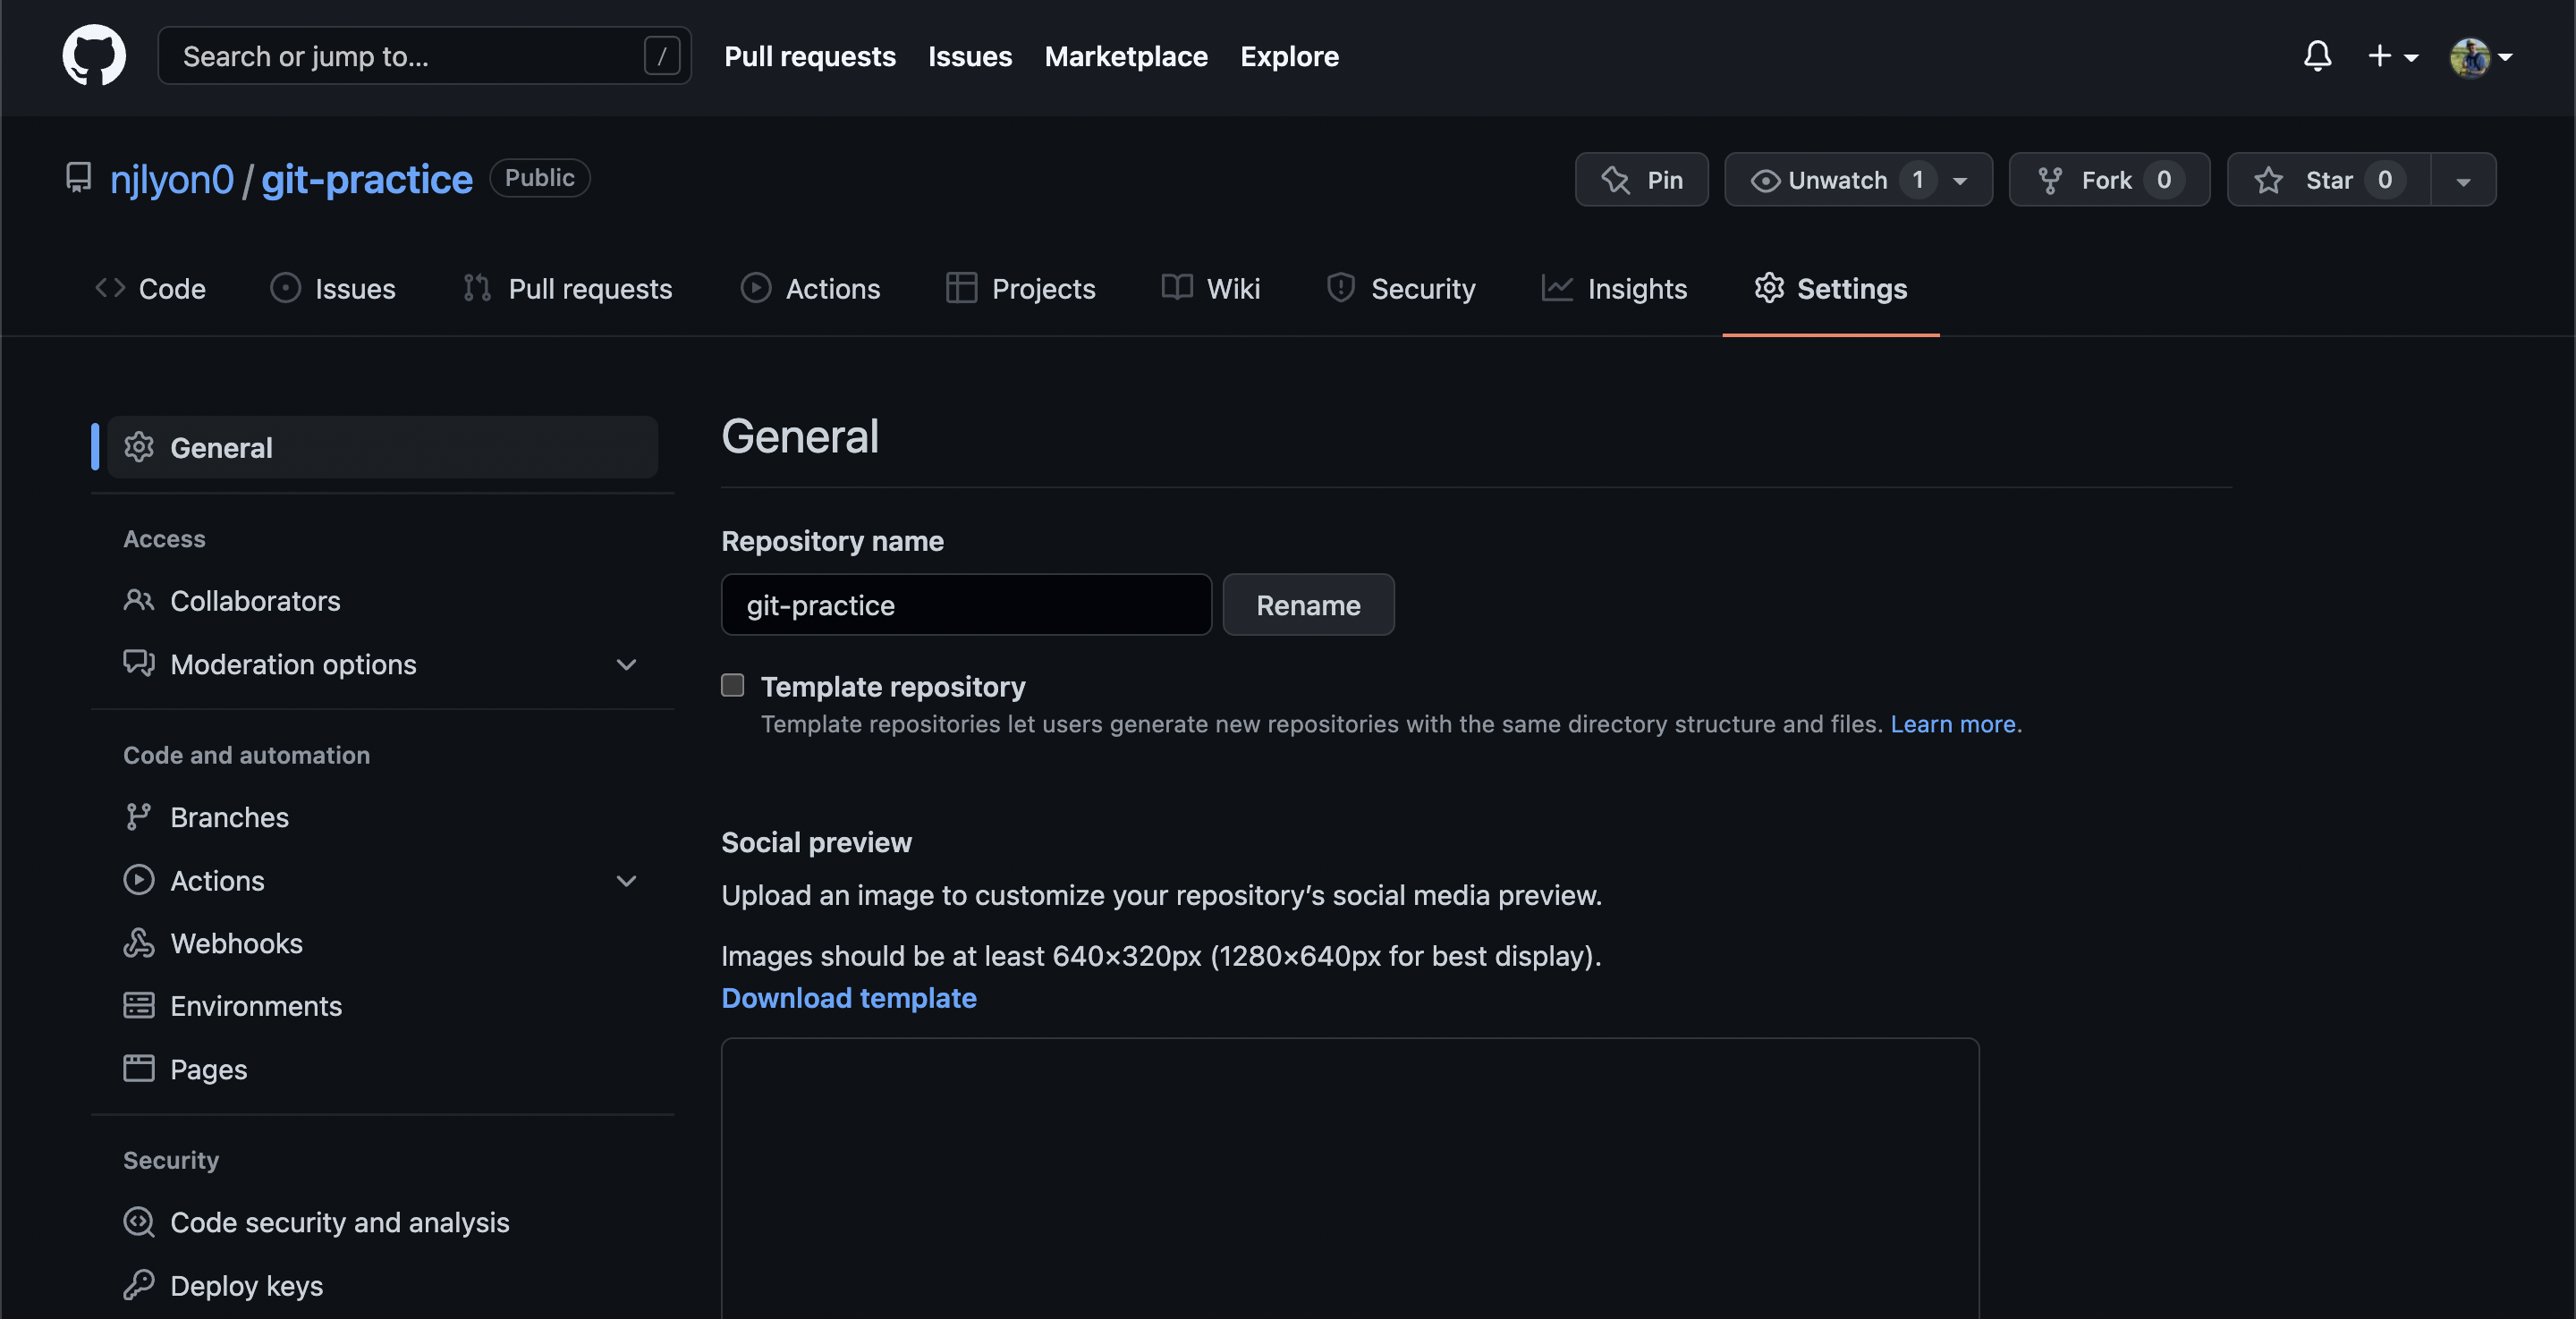 Search or jump to... / Pull requests Issues Marketplace Explore
njlyon0 / git-practice Public Pin Unwatch 1 Fork 0 Star 0
Code Issues Pull requests Actions Projects Wiki Security Insights Settings
General
Access
Collaborators
Moderation options
Code and automation
Branches
Actions
Webhooks
Environments
Pages
Security
Code security and analysis
Deploy keys
General
Repository name
git-practice Rename
Template repository
Template repositories let users generate new repositories with the same directory structure and files. Learn more.
Social preview
Upload an image to customize your repository’s social media preview.
Images should be at least 640×320px (1280×640px for best display).
Download template